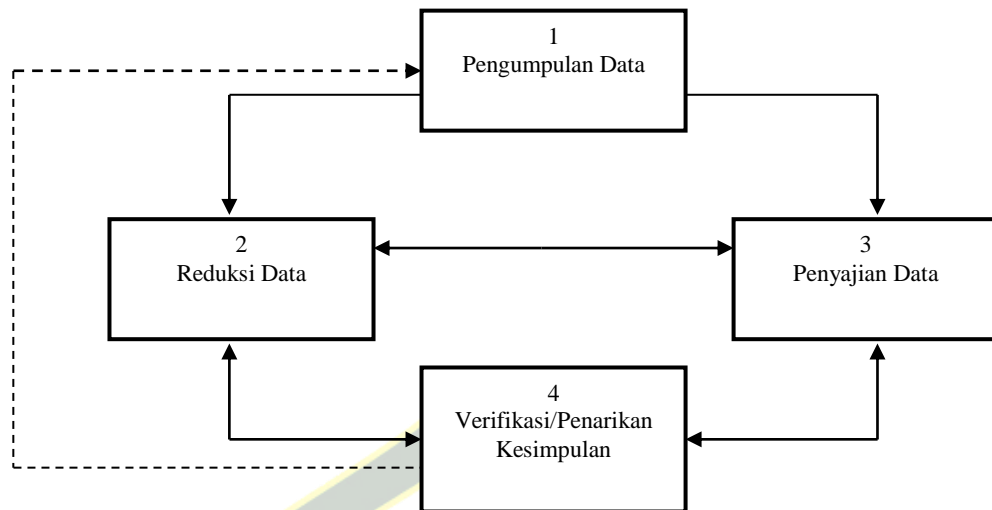 1
Pengumpulan Data
2
Reduksi Data
3
Penyajian Data
4
Verifikasi/Penarikan
Kesimpulan